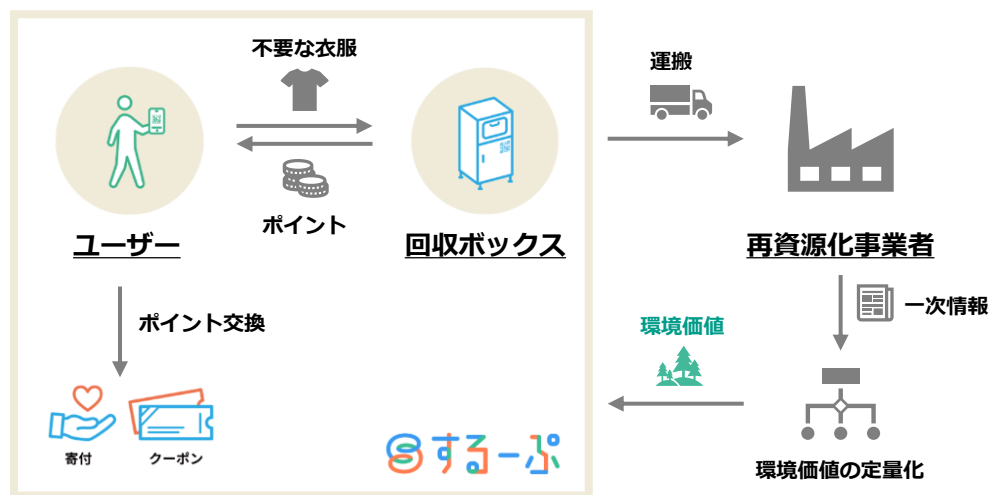 不要な衣服
運搬
ポイント
ユーザー
回収ボックス
再資源化事業者
ポイント交換
一次情報
環境価値
寄付
クーポン
するーぷ
環境価値の定量化